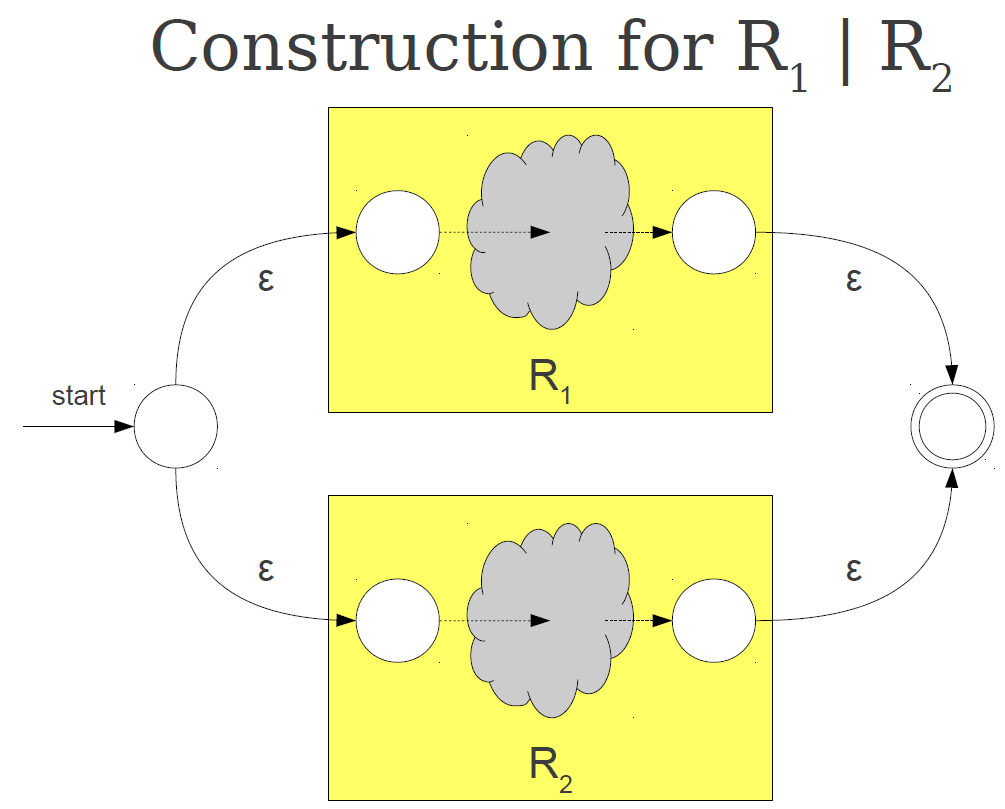 Construction for R₁ | R₂
ε
ε
R₁
start
ε
ε
R₂